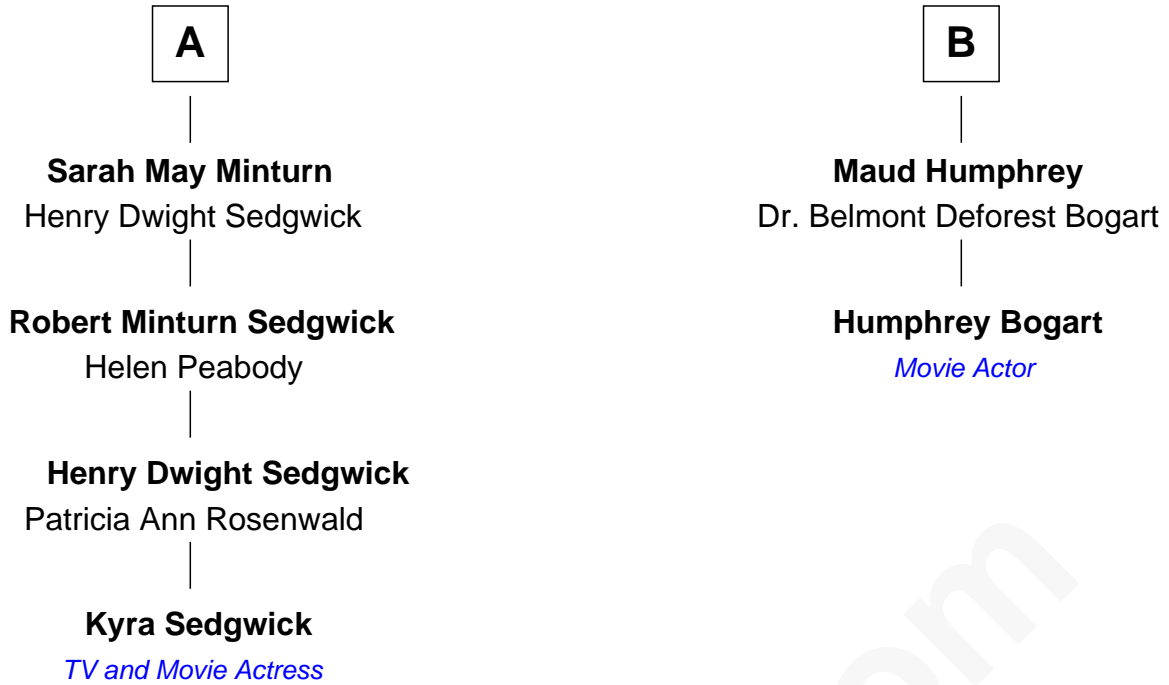 A
Sarah May Minturn
Henry Dwight Sedgwick
Robert Minturn Sedgwick
Helen Peabody
Henry Dwight Sedgwick
Patricia Ann Rosenwald
Kyra Sedgwick
TV and Movie Actress
B
Maud Humphrey
Dr. Belmont Deforest Bogart
Humphrey Bogart
Movie Actor
om